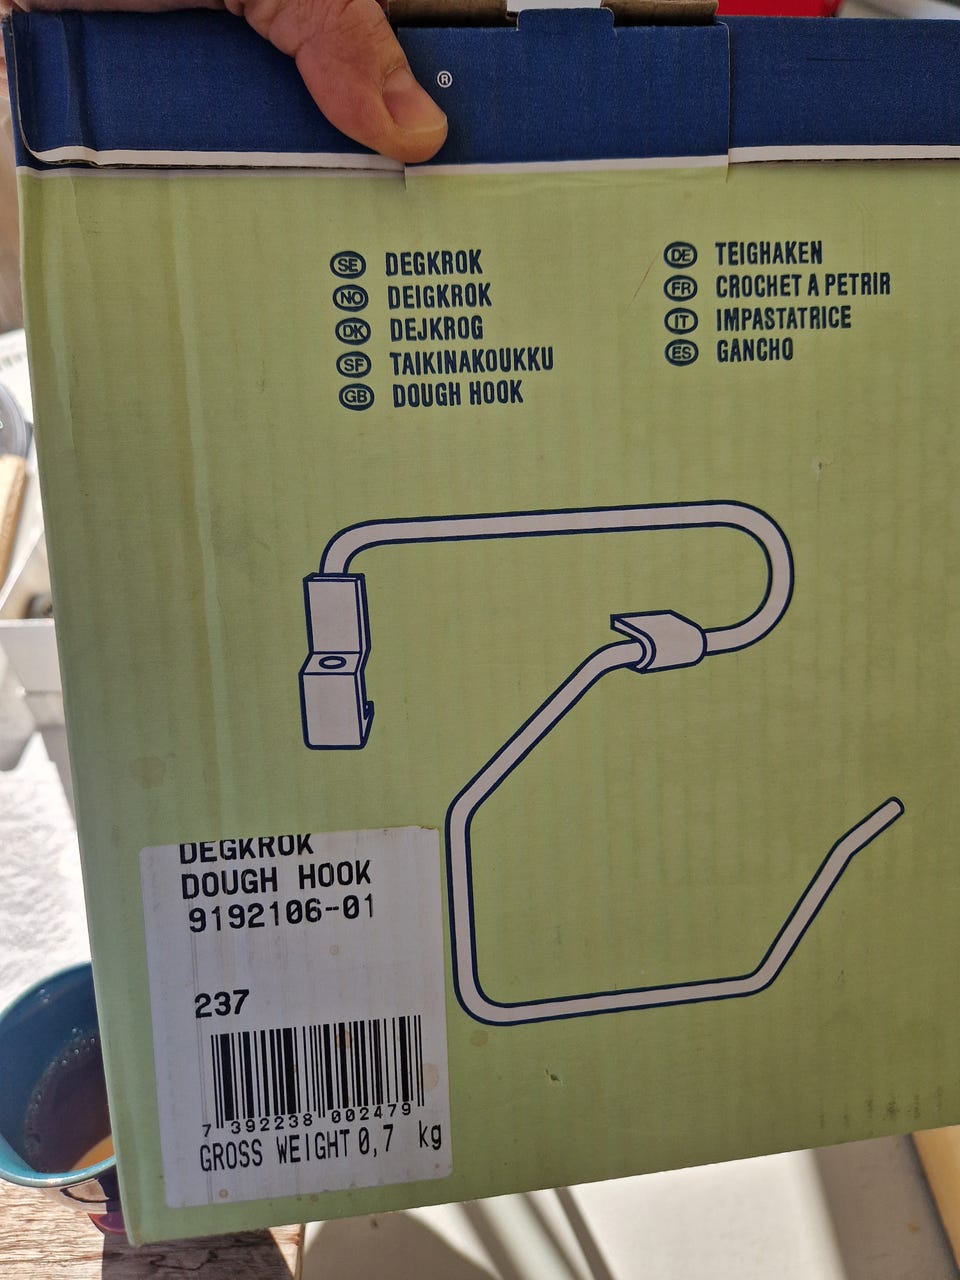 ®
SE DEGKROK
NO DEIGKROK
DK DEJKROG
SF TAIKINAKOUKKU
GB DOUGH HOOK
DE TEIGHAKEN
FR CROCHET A PETRIR
IT IMPASTATRICE
ES GANCHO
DEGKROK
DOUGH HOOK
9192106-01
237
7 392238 002479
GROSS WEIGHT 0,7 kg